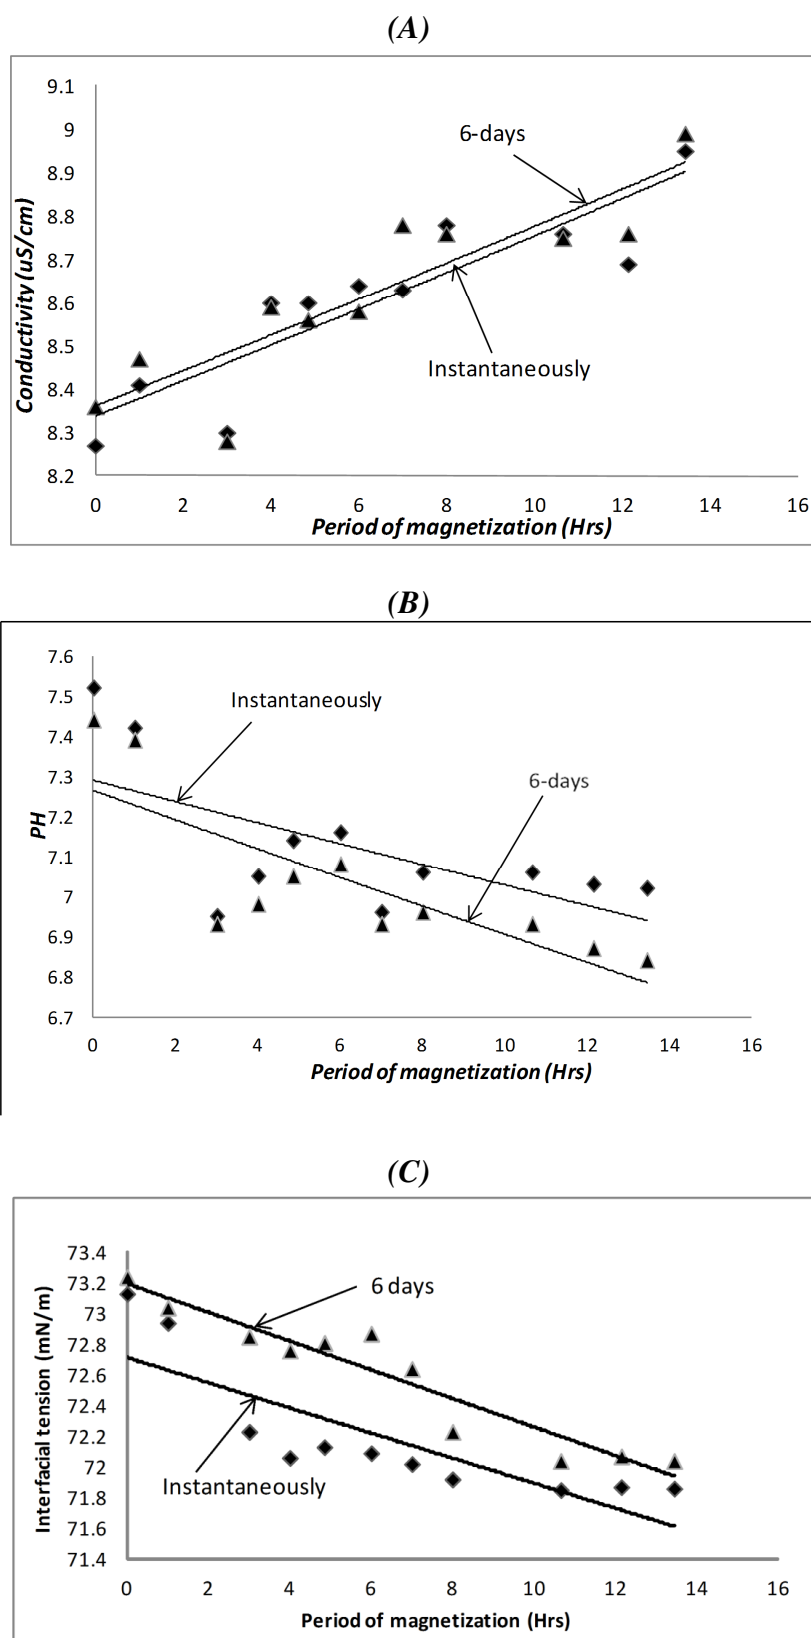 (A)
9.1
9
8.9
8.8
8.7
8.6
8.5
8.4
8.3
8.2
Conductivity (uS/cm)
6-days
Instantaneously
0 2 4 6 8 10 12 14 16
Period of magnetization (Hrs)
(B)
7.6
7.5
7.4
7.3
7.2
7.1
7
6.9
6.8
6.7
PH
Instantaneously
6-days
0 2 4 6 8 10 12 14 16
Period of magnetization (Hrs)
(C)
73.4
73.2
73
72.8
72.6
72.4
72.2
72
71.8
71.6
71.4
Interfacial tension (mN/m)
6 days
Instantaneously
0 2 4 6 8 10 12 14 16
Period of magnetization (Hrs)